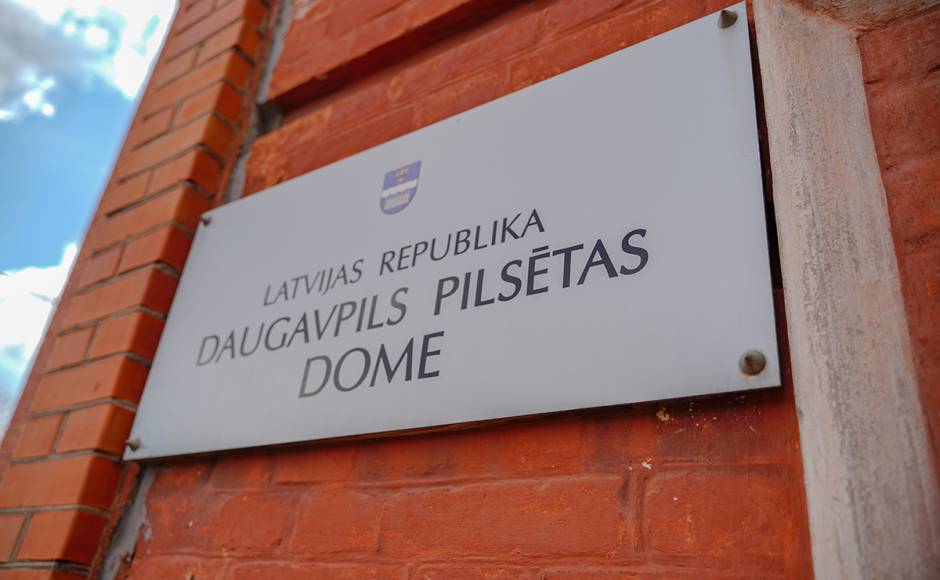 LATVIJAS REPUBLIKA
DAUGAVPILS PILSĒTAS
DOME